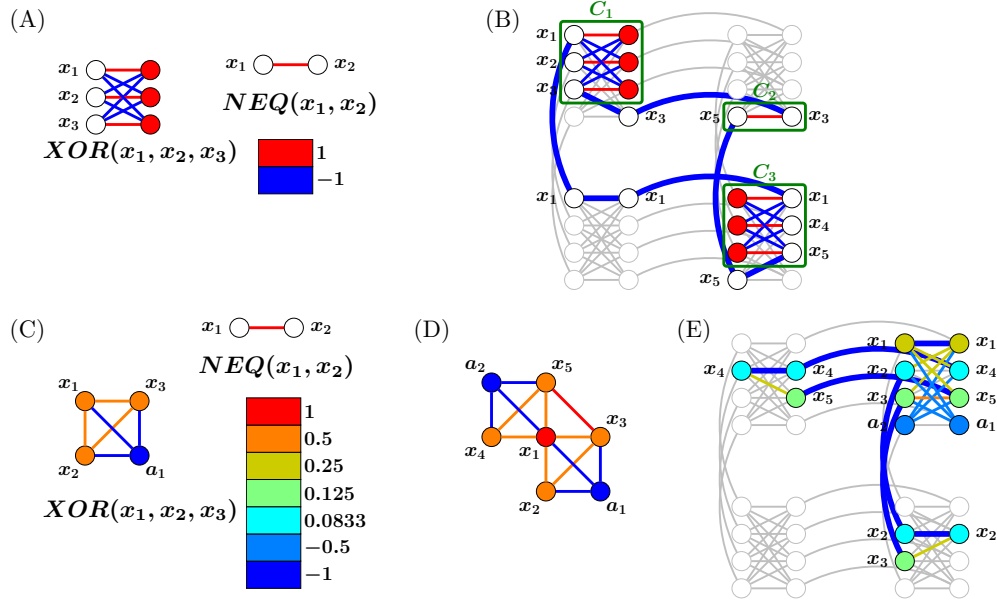 (A)
x₁
x₂
x₃
XOR(x₁, x₂, x₃)
x₁ x₂
NEQ(x₁, x₂)
1
−1
(B)
C₁
x₁
x₂
x₃
x₃
C₂
x₅ x₃
x₁ x₁
C₃
x₁
x₄
x₅
x₅
(C)
x₁ x₂
NEQ(x₁, x₂)
x₁ x₃
x₂ a₁
XOR(x₁, x₂, x₃)
1
0.5
0.25
0.125
0.0833
−0.5
−1
(D)
a₂ x₅
x₃
x₄ x₁
x₂ a₁
(E)
x₁ x₁
x₄ x₄ x₂ x₄
x₅ x₃ x₅
a₂ a₁
x₂ x₂
x₃